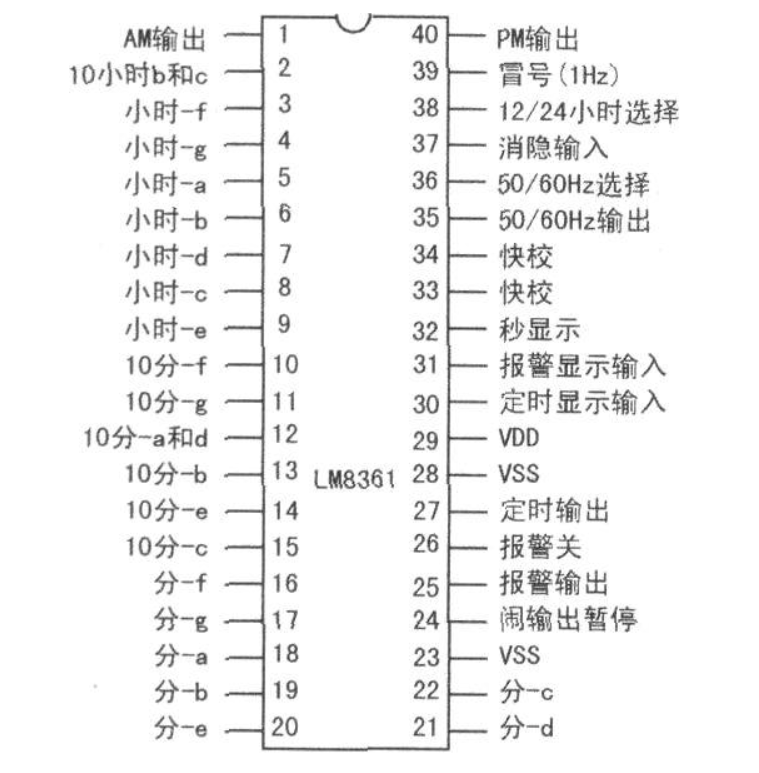 AM输出 1 40 PM输出
10小时b和c 2 39 冒号(1Hz)
小时-f 3 38 12/24小时选择
小时-g 4 37 消隐输入
小时-a 5 36 50/60Hz选择
小时-b 6 35 50/60Hz输出
小时-d 7 34 快校
小时-c 8 33 快校
小时-e 9 32 秒显示
10分-f 10 31 报警显示输入
10分-g 11 30 定时显示输入
10分-a和d 12 29 VDD
10分-b 13 LM8361 28 VSS
10分-e 14 27 定时输出
10分-c 15 26 报警关
分-f 16 25 报警输出
分-g 17 24 闹输出暂停
分-a 18 23 VSS
分-b 19 22 分-c
分-e 20 21 分-d